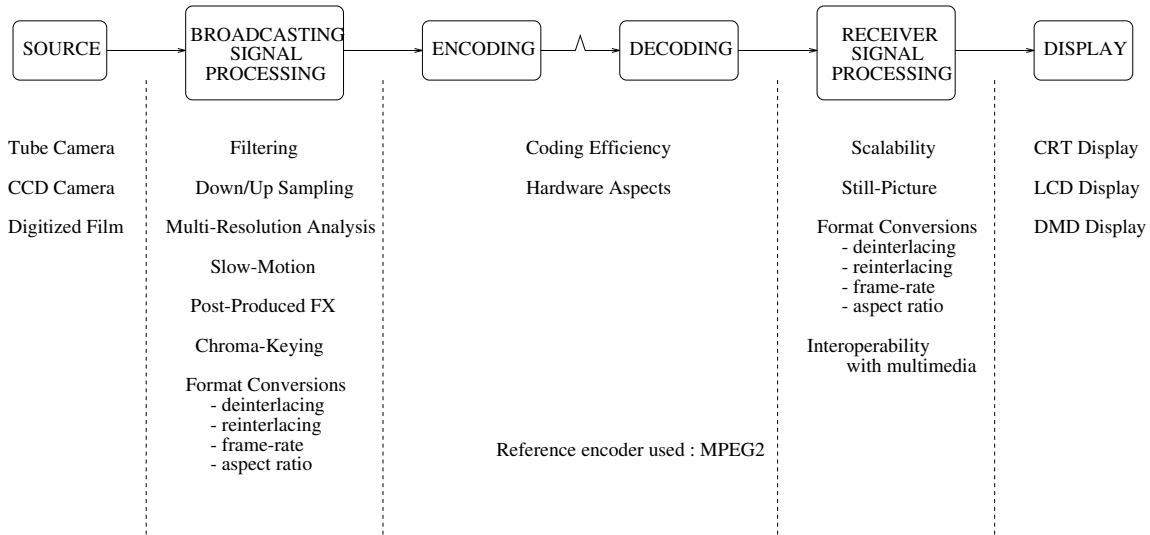 SOURCE
BROADCASTING
SIGNAL
PROCESSING
ENCODING
DECODING
RECEIVER
SIGNAL
PROCESSING
DISPLAY
Tube Camera
CCD Camera
Digitized Film
Filtering
Down/Up Sampling
Multi-Resolution Analysis
Slow-Motion
Post-Produced FX
Chroma-Keying
Format Conversions
- deinterlacing
- reinterlacing
- frame-rate
- aspect ratio
Coding Efficiency
Hardware Aspects
Reference encoder used : MPEG2
Scalability
Still-Picture
Format Conversions
- deinterlacing
- reinterlacing
- frame-rate
- aspect ratio
Interoperability
with multimedia
CRT Display
LCD Display
DMD Display